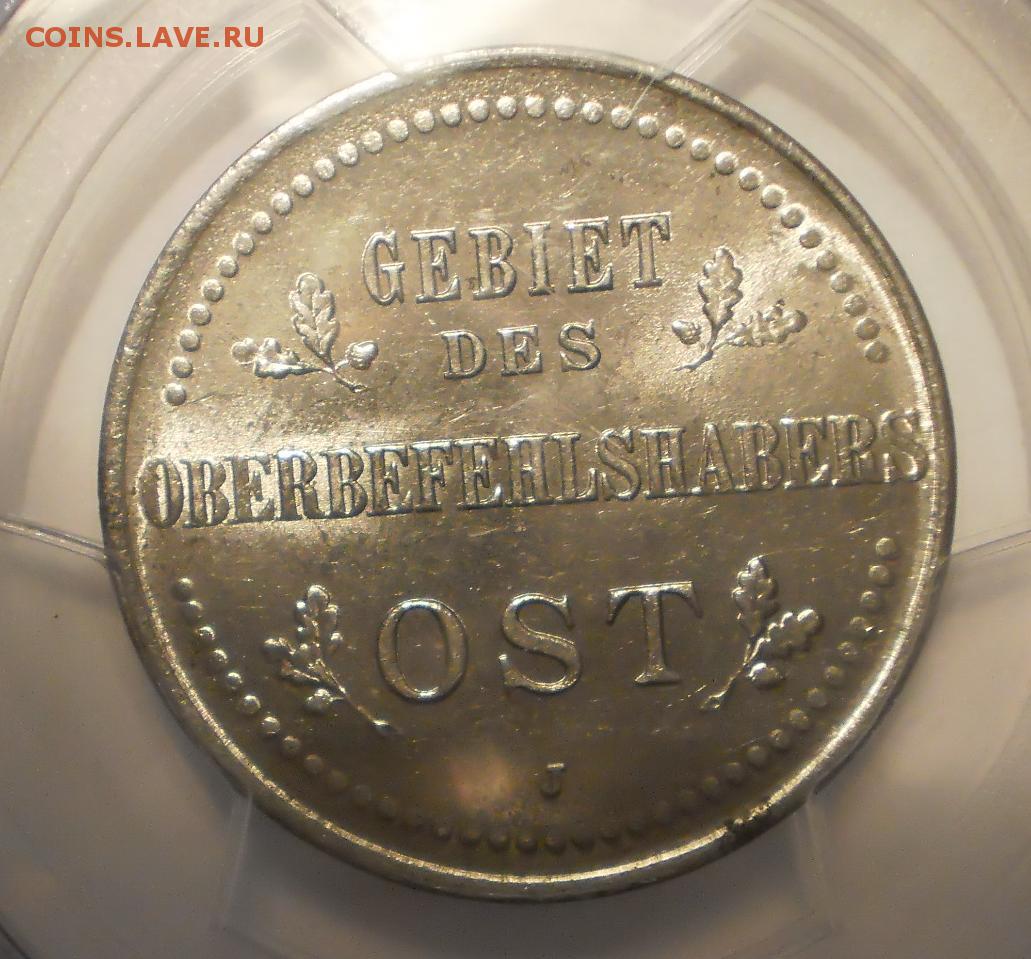 COINS.LAVE.RU
GEBIET
DES
OBERBEFEHLSHABERS
OST
J